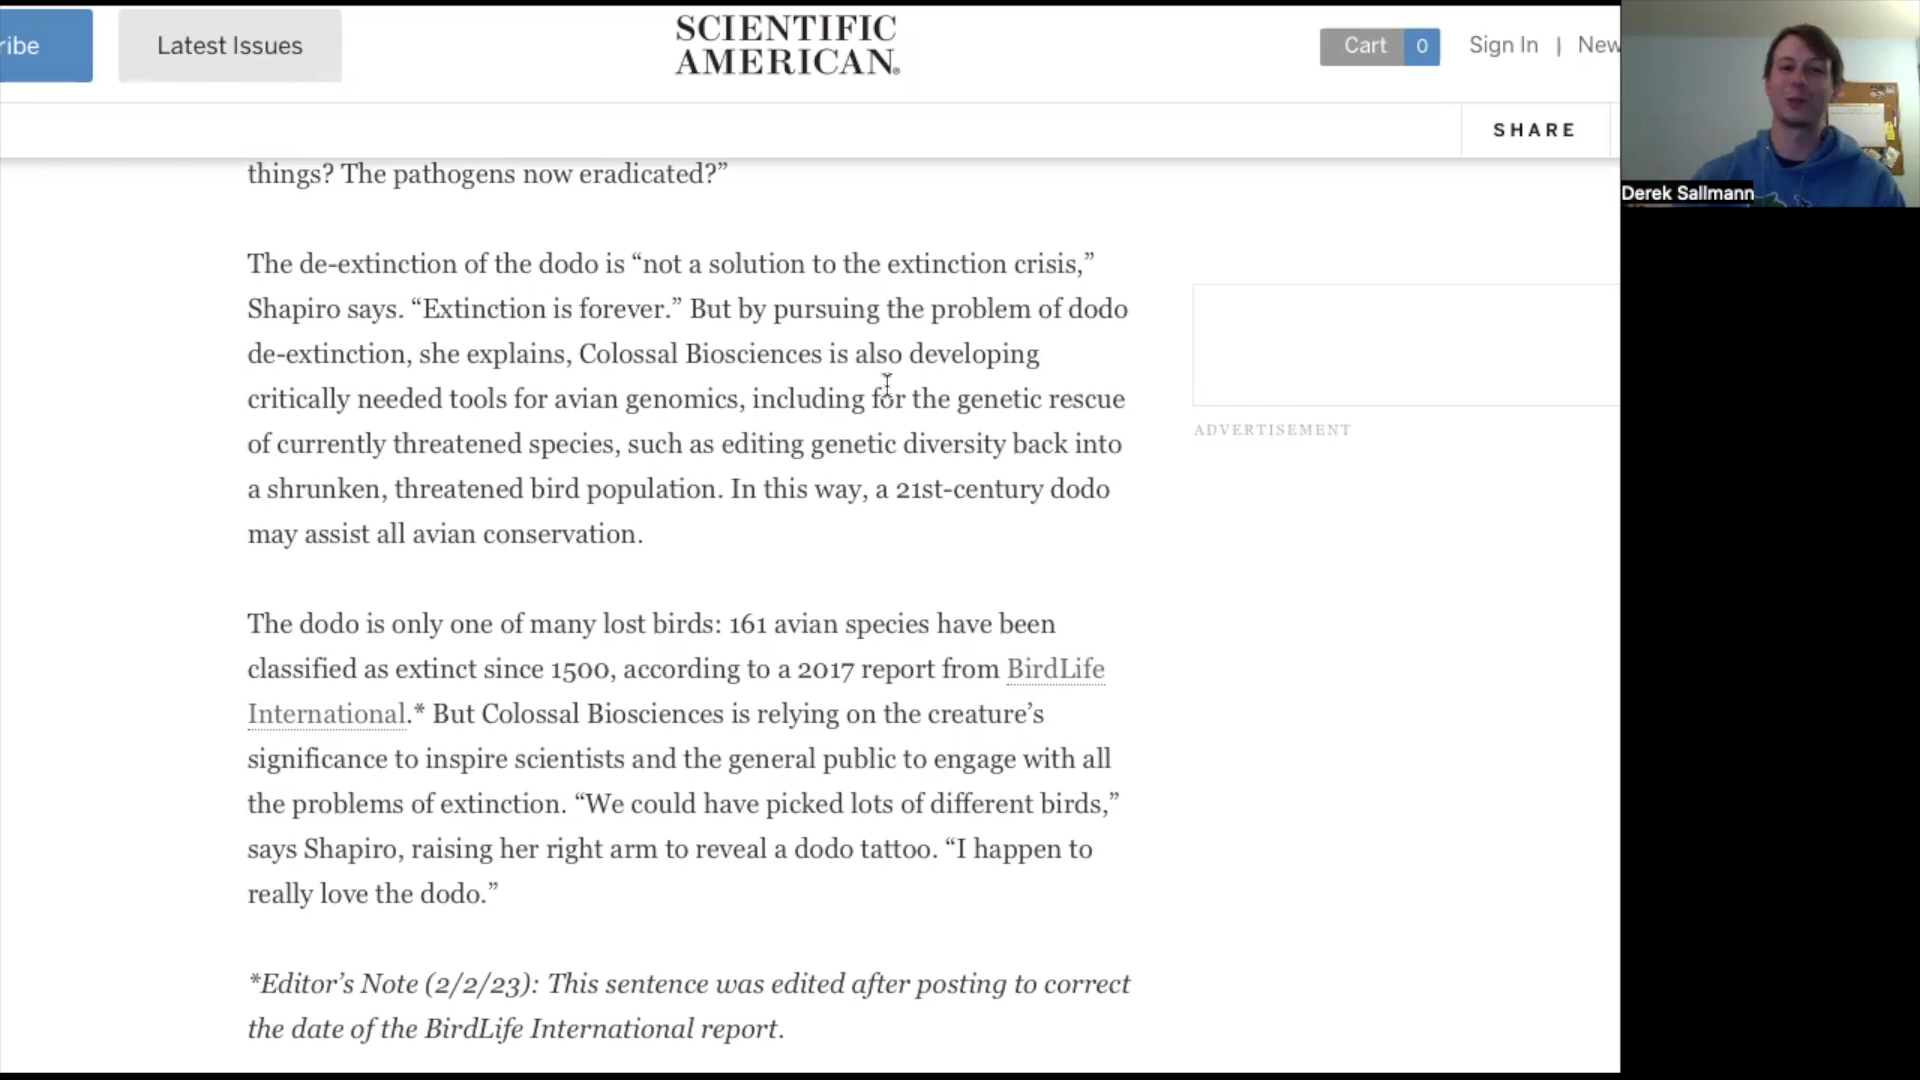 ribe
Latest Issues
SCIENTIFIC
AMERICAN®
Cart 0
Sign In | New
SHARE
Derek Sallmann
things? The pathogens now eradicated?”
The de-extinction of the dodo is “not a solution to the extinction crisis,”
Shapiro says. “Extinction is forever.” But by pursuing the problem of dodo
de-extinction, she explains, Colossal Biosciences is also developing
critically needed tools for avian genomics, including for the genetic rescue
of currently threatened species, such as editing genetic diversity back into
a shrunken, threatened bird population. In this way, a 21st-century dodo
may assist all avian conservation.
ADVERTISEMENT
The dodo is only one of many lost birds: 161 avian species have been
classified as extinct since 1500, according to a 2017 report from BirdLife
International.* But Colossal Biosciences is relying on the creature’s
significance to inspire scientists and the general public to engage with all
the problems of extinction. “We could have picked lots of different birds,”
says Shapiro, raising her right arm to reveal a dodo tattoo. “I happen to
really love the dodo.”
*Editor’s Note (2/2/23): This sentence was edited after posting to correct
the date of the BirdLife International report.